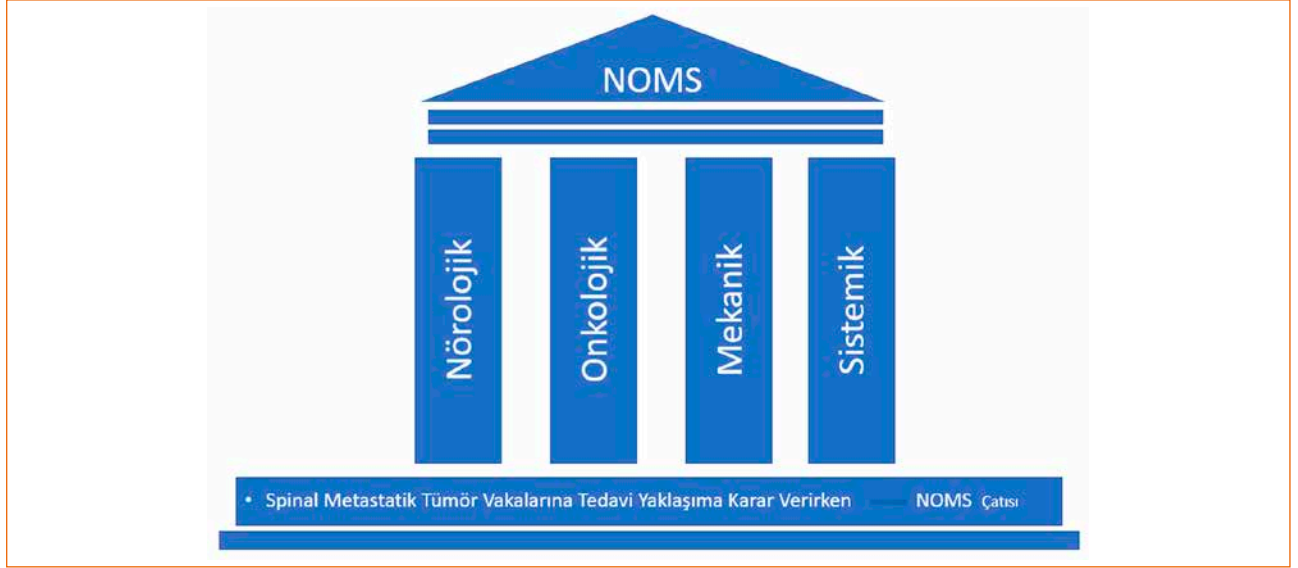 NOMS
Nörolojik
Onkolojik
Mekanik
Sistemik
• Spinal Metastatik Tümör Vakalarına Tedavi Yaklaşıma Karar Verirken NOMS Çatısı